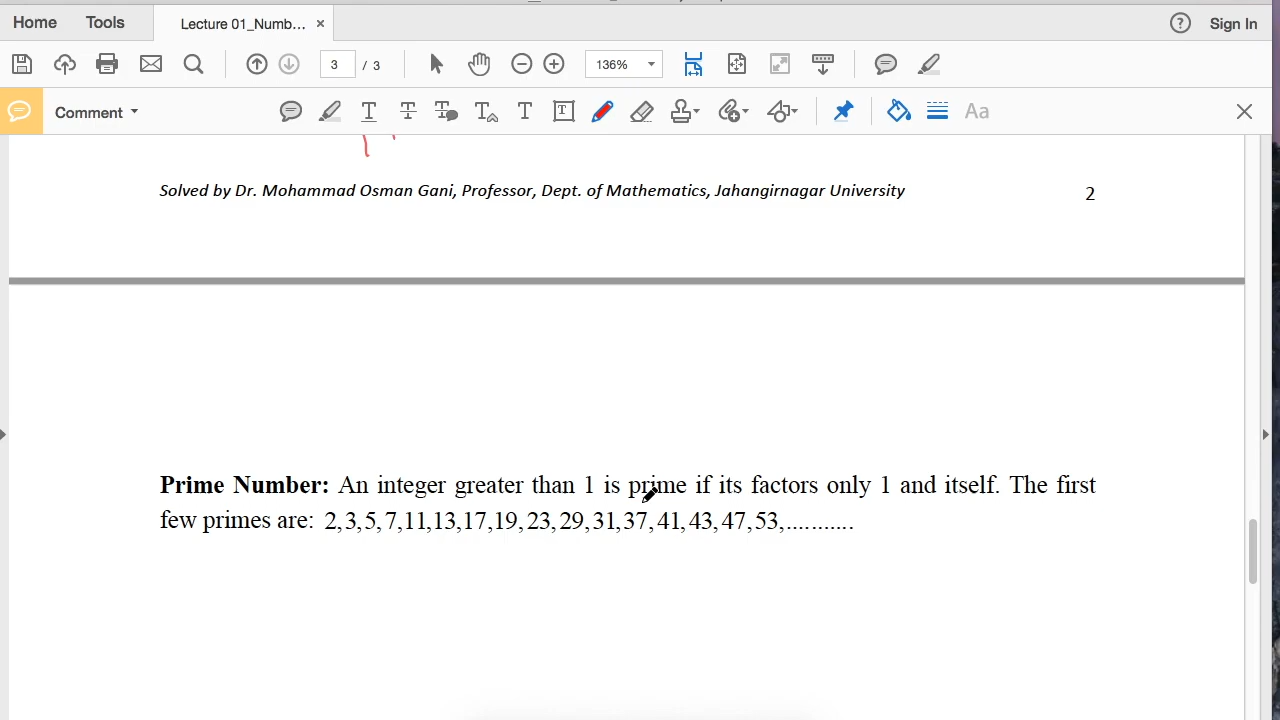 Home Tools Lecture 01_Numb... × ? Sign In
3 / 3 136%
Comment T T T T T Aa
Solved by Dr. Mohammad Osman Gani, Professor, Dept. of Mathematics, Jahangirnagar University 2
Prime Number: An integer greater than 1 is prime if its factors only 1 and itself. The first
few primes are: 2,3,5,7,11,13,17,19,23,29,31,37,41,43,47,53,...........